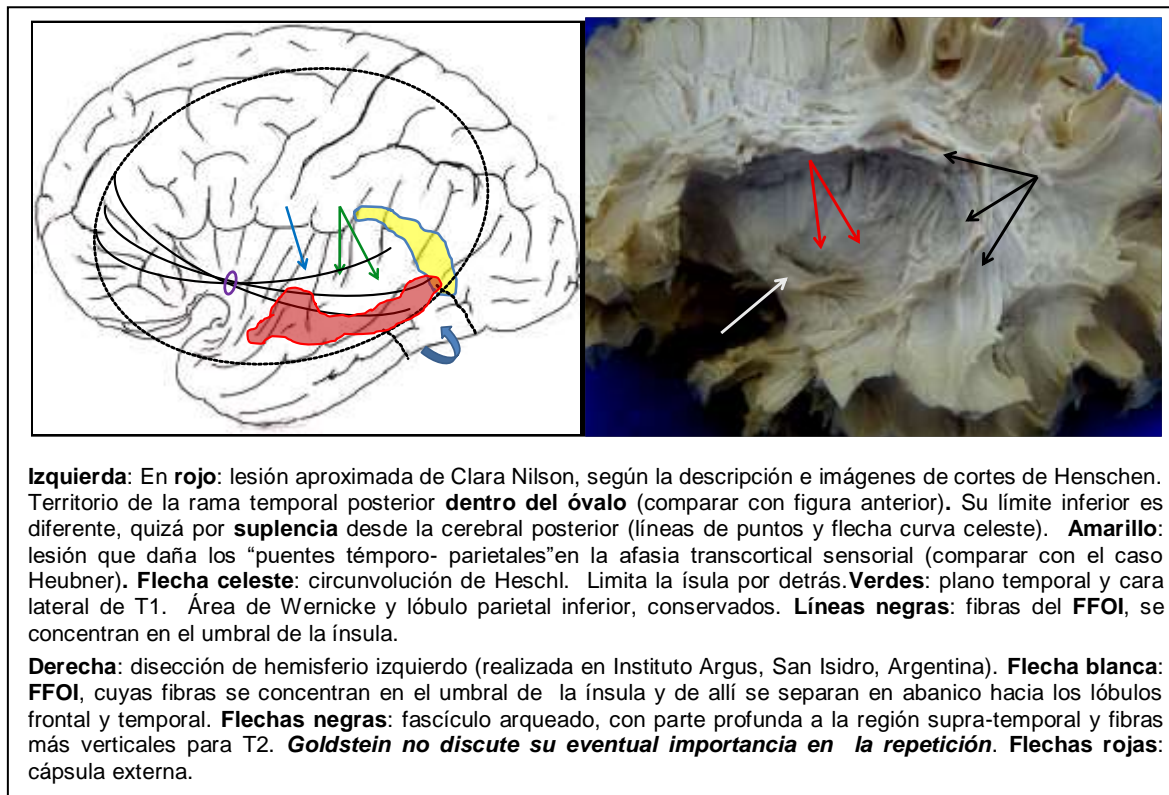 Izquierda: En rojo: lesión aproximada de Clara Nilson, según la descripción e imágenes de cortes de Henschen.
Territorio de la rama temporal posterior dentro del óvalo (comparar con figura anterior). Su límite inferior es
diferente, quizá por suplencia desde la cerebral posterior (líneas de puntos y flecha curva celeste). Amarillo:
lesión que daña los “puentes témporo- parietales”en la afasia transcortical sensorial (comparar con el caso
Heubner). Flecha celeste: circunvolución de Heschl. Limita la ísula por detrás.Verdes: plano temporal y cara
lateral de T1. Área de Wernicke y lóbulo parietal inferior, conservados. Líneas negras: fibras del FFOI, se
concentran en el umbral de la ínsula.
Derecha: disección de hemisferio izquierdo (realizada en Instituto Argus, San Isidro, Argentina). Flecha blanca:
FFOI, cuyas fibras se concentran en el umbral de la ínsula y de allí se separan en abanico hacia los lóbulos
frontal y temporal. Flechas negras: fascículo arqueado, con parte profunda a la región supra-temporal y fibras
más verticales para T2. Goldstein no discute su eventual importancia en la repetición. Flechas rojas:
cápsula externa.